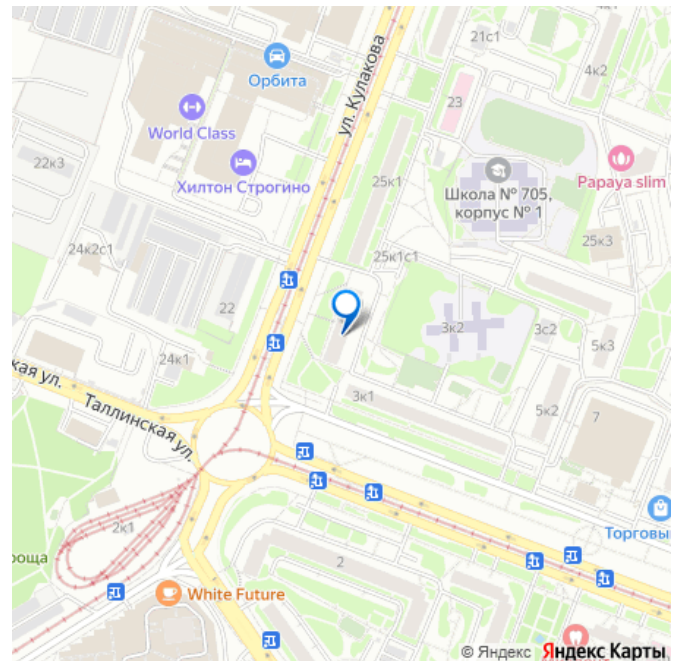 4к1
21с1
4к2
Орбита
ул. Кулакова
23
World Class
22к3
Хилтон Строгино
25к1
Школа № 705,
корпус № 1
Papaya slim
25к3
24к2с1
25к1с1
22
3к2
3с2
5к3
24к1
кая ул.
Таллинская ул.
3к1
5к2
7
2к1
Торговы
роща
2
White Future
© Яндекс Яндекс Карты